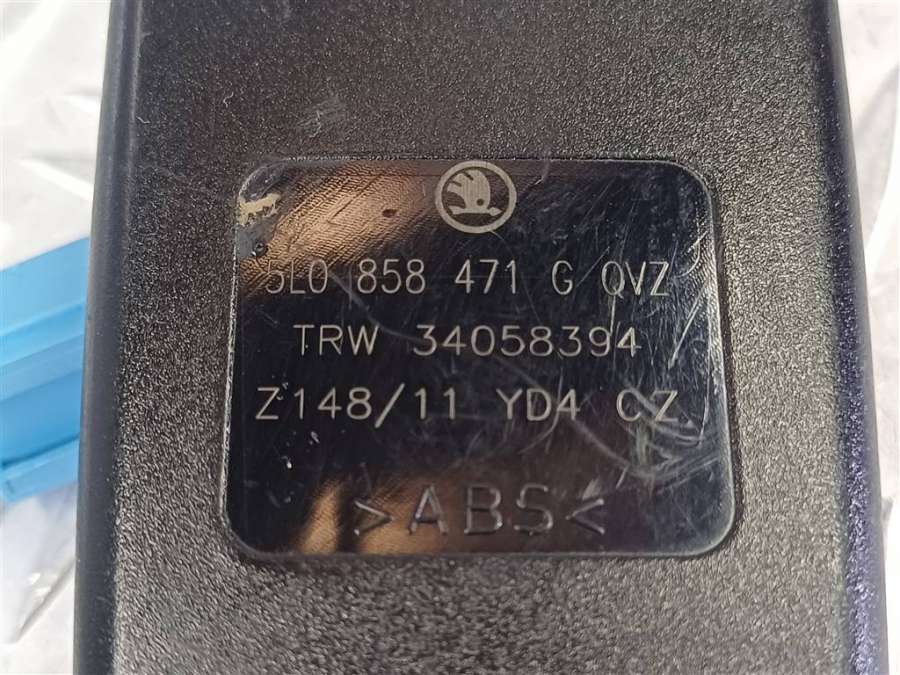 5L0 858 471 G QVZ
TRW 34058394
Z148/11 YD4 CZ
>ABS<